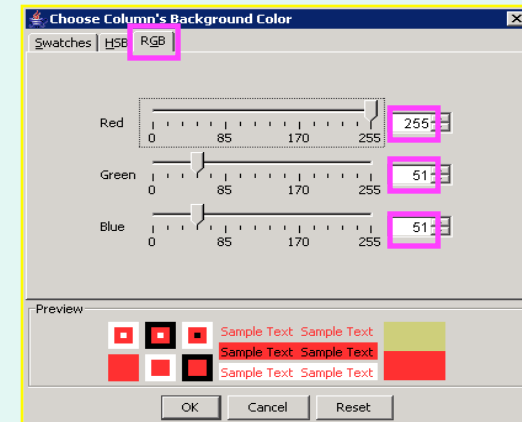 Choose Column's Background Color
Swatches HSB RGB
Red 255
0 85 170 255
Green 51
0 85 170 255
Blue 51
0 85 170 255
Preview
Sample Text Sample Text
Sample Text Sample Text
Sample Text Sample Text
OK Cancel Reset